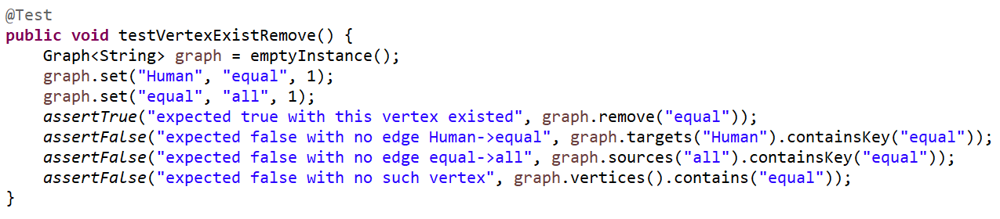 @Test
public void testVertexExistRemove() {
    Graph<String> graph = emptyInstance();
    graph.set("Human", "equal", 1);
    graph.set("equal", "all", 1);
    assertTrue("expected true with this vertex existed", graph.remove("equal"));
    assertFalse("expected false with no edge Human->equal", graph.targets("Human").containsKey("equal"));
    assertFalse("expected false with no edge equal->all", graph.sources("all").containsKey("equal"));
    assertFalse("expected false with no such vertex", graph.vertices().contains("equal"));
}